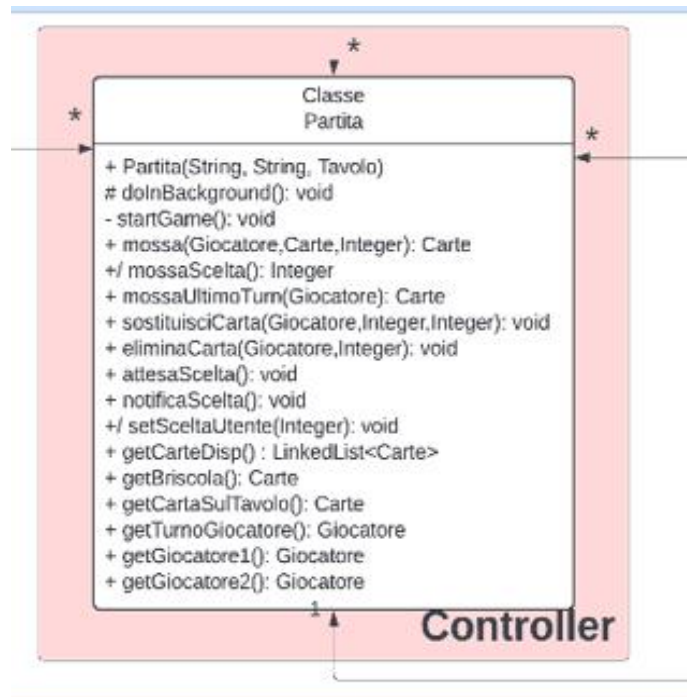 *
*
*
Classe
Partita
+ Partita(String, String, Tavolo)
# doInBackground(): void
- startGame(): void
+ mossa(Giocatore,Carte,Integer): Carte
+/ mossaScelta(): Integer
+ mossaUltimoTurn(Giocatore): Carte
+ sostituisciCarta(Giocatore,Integer,Integer): void
+ eliminaCarta(Giocatore,Integer): void
+ attesaScelta(): void
+ notificaScelta(): void
+/ setSceltaUtente(Integer): void
+ getCarteDisp() : LinkedList<Carte>
+ getBriscola(): Carte
+ getCartaSulTavolo(): Carte
+ getTurnoGiocatore(): Giocatore
+ getGiocatore1(): Giocatore
+ getGiocatore2(): Giocatore
1
Controller